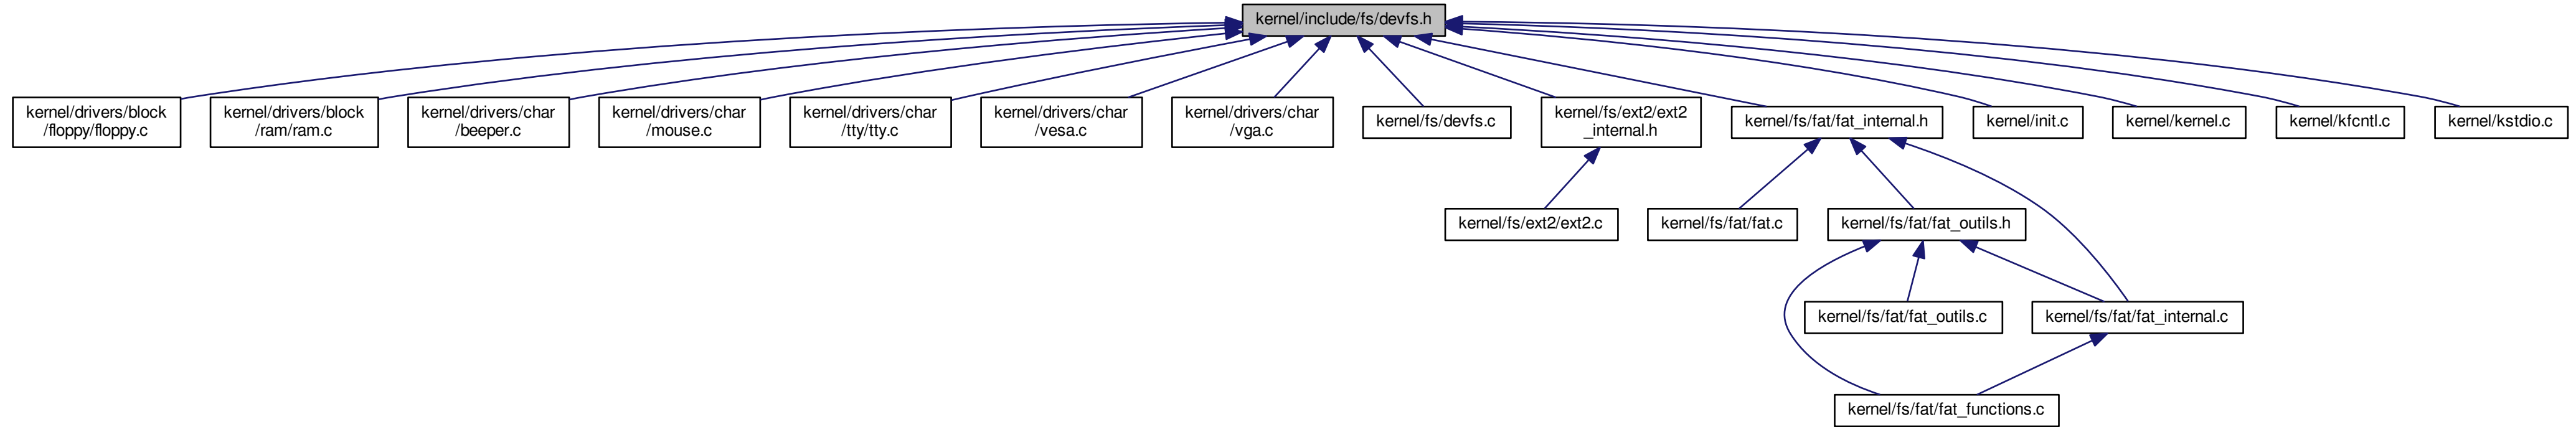 kernel/include/fs/devfs.h
kernel/drivers/block
/floppy/floppy.c
kernel/drivers/block
/ram/ram.c
kernel/drivers/char
/beeper.c
kernel/drivers/char
/mouse.c
kernel/drivers/char
/tty/tty.c
kernel/drivers/char
/vesa.c
kernel/drivers/char
/vga.c
kernel/fs/devfs.c
kernel/fs/ext2/ext2
_internal.h
kernel/fs/fat/fat_internal.h
kernel/init.c
kernel/kernel.c
kernel/kfcntl.c
kernel/kstdio.c
kernel/fs/ext2/ext2.c
kernel/fs/fat/fat.c
kernel/fs/fat/fat_outils.h
kernel/fs/fat/fat_outils.c
kernel/fs/fat/fat_internal.c
kernel/fs/fat/fat_functions.c